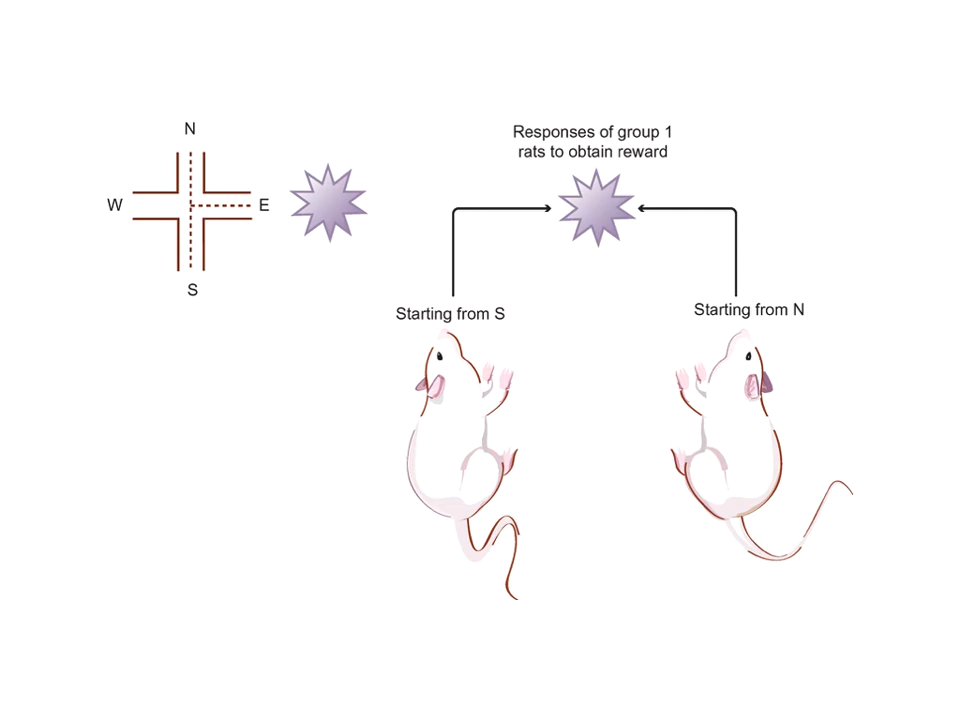 N
W
E
S
Responses of group 1
rats to obtain reward
Starting from S
Starting from N